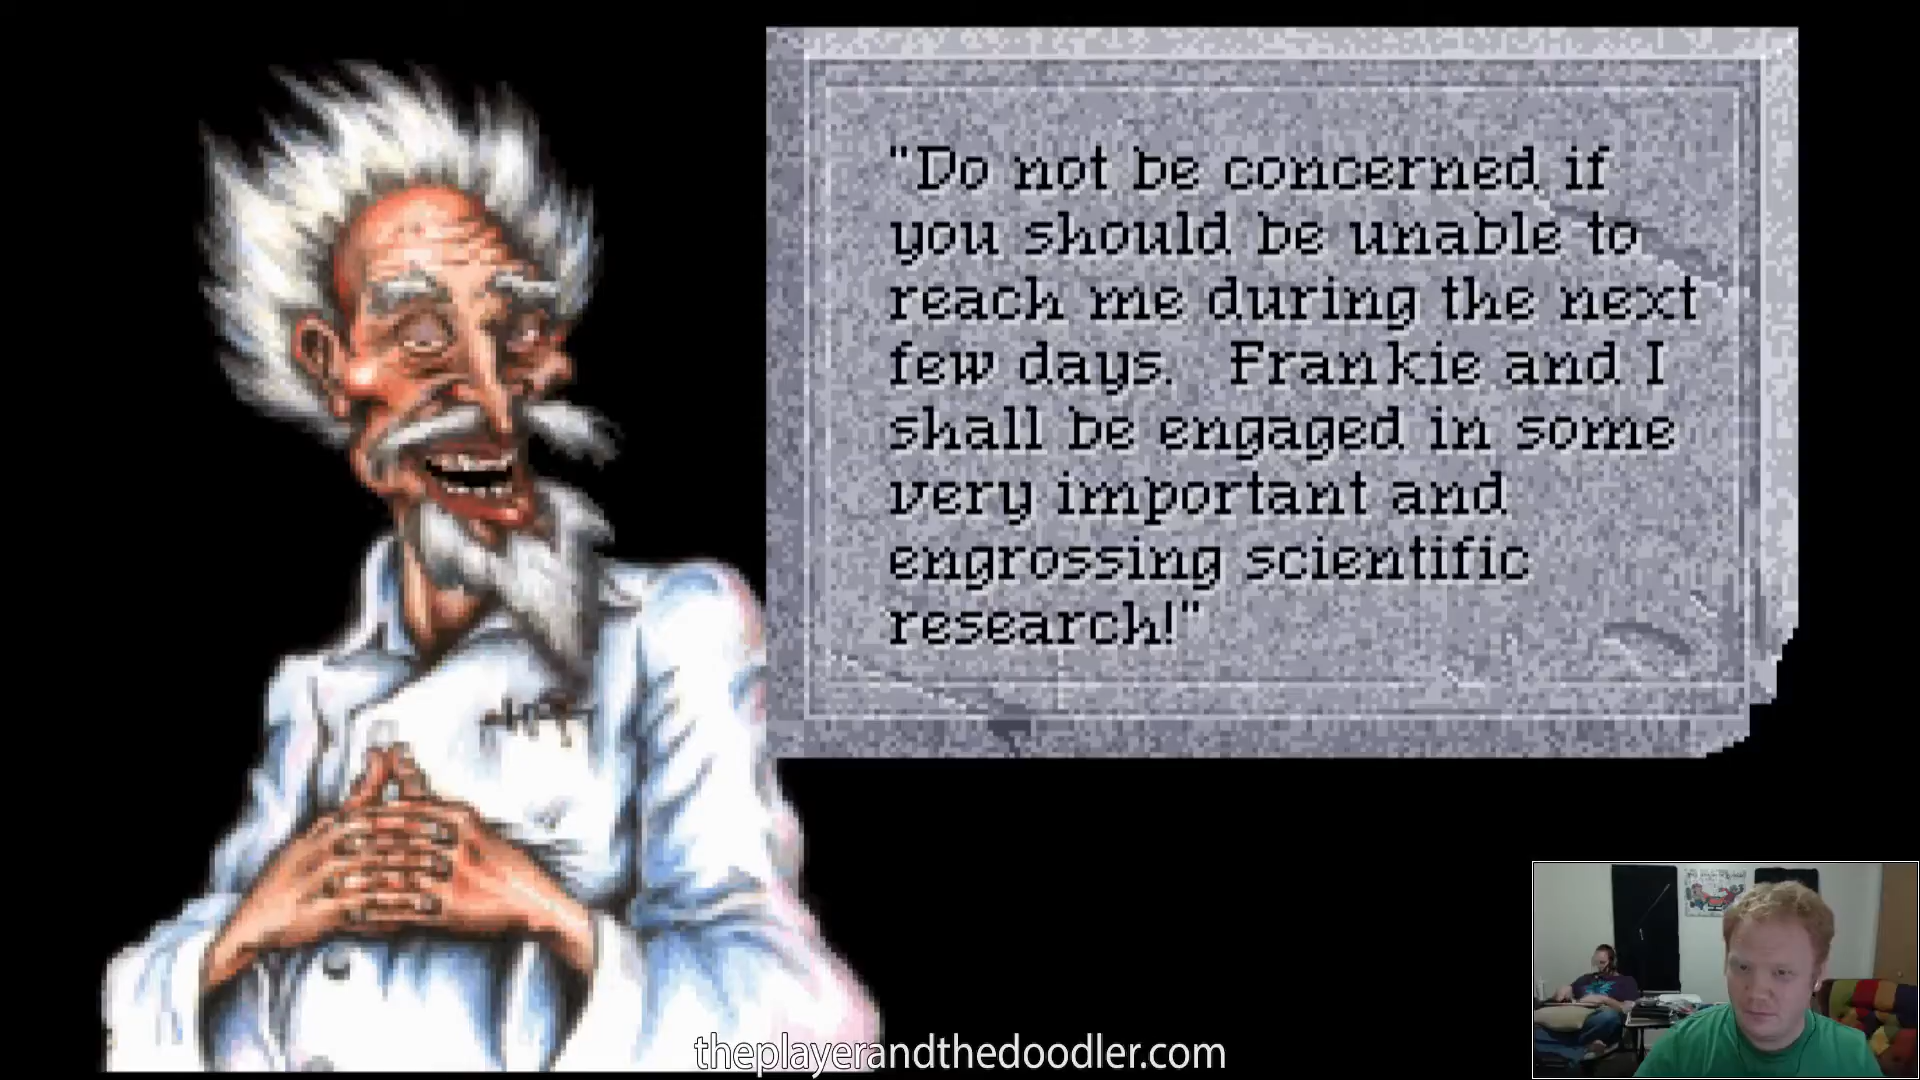 "Do not be concerned if
you should be unable to
reach me during the next
few days.  Frankie and I
shall be engaged in some
very important and
engrossing scientific
research!"
theplayerandthedoodler.com